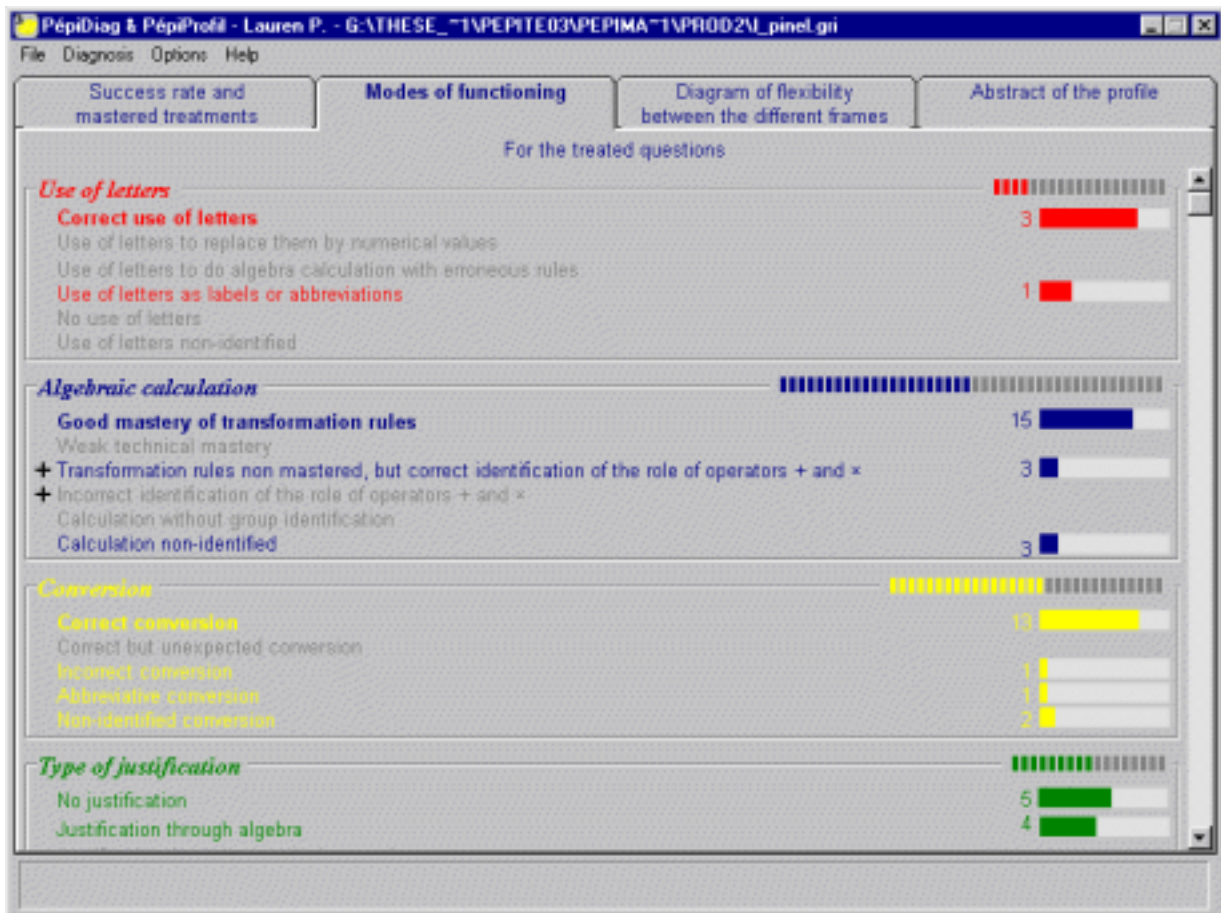 PépiDiag & PépiProfil - Lauren P. - G:\THESE_~1\PEPITE03\PEPIMA~1\PROD2\l_pinel.gri
File Diagnosis Options Help
Success rate and
mastered treatments
Modes of functioning
Diagram of flexibility
between the different frames
Abstract of the profile
For the treated questions
Use of letters
Correct use of letters 3
Use of letters to replace them by numerical values
Use of letters to do algebra calculation with erroneous rules
Use of letters as labels or abbreviations 1
No use of letters
Use of letters non-identified
Algebraic calculation
Good mastery of transformation rules 15
Weak technical mastery
+ Transformation rules non mastered, but correct identification of the role of operators + and × 3
+ Incorrect identification of the role of operators + and ×
Calculation without group identification
Calculation non-identified 3
Conversion
Correct conversion 13
Correct but unexpected conversion
Incorrect conversion 1
Abbreviative conversion 1
Non-identified conversion 2
Type of justification
No justification 5
Justification through algebra 4